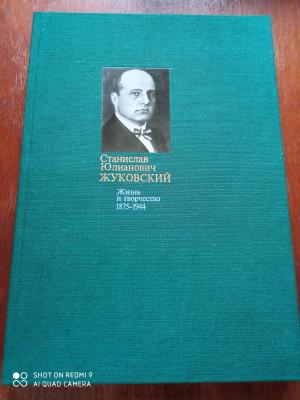 Станислав
Юлианович
ЖУКОВСКИЙ
Жизнь
и творчество
1875-1944
SHOT ON REDMI 9
AI QUAD CAMERA